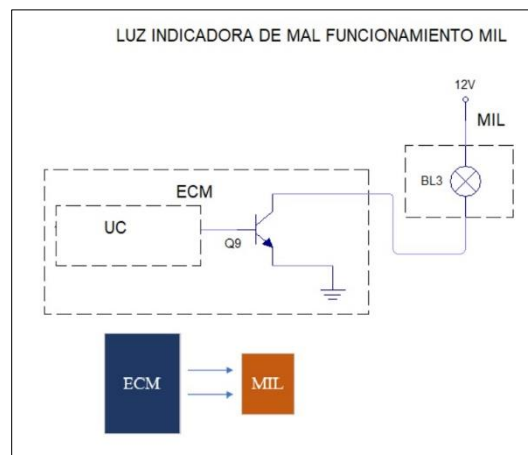 LUZ INDICADORA DE MAL FUNCIONAMIENTO MIL
12V
MIL
BL3
ECM
UC
Q9
ECM
MIL